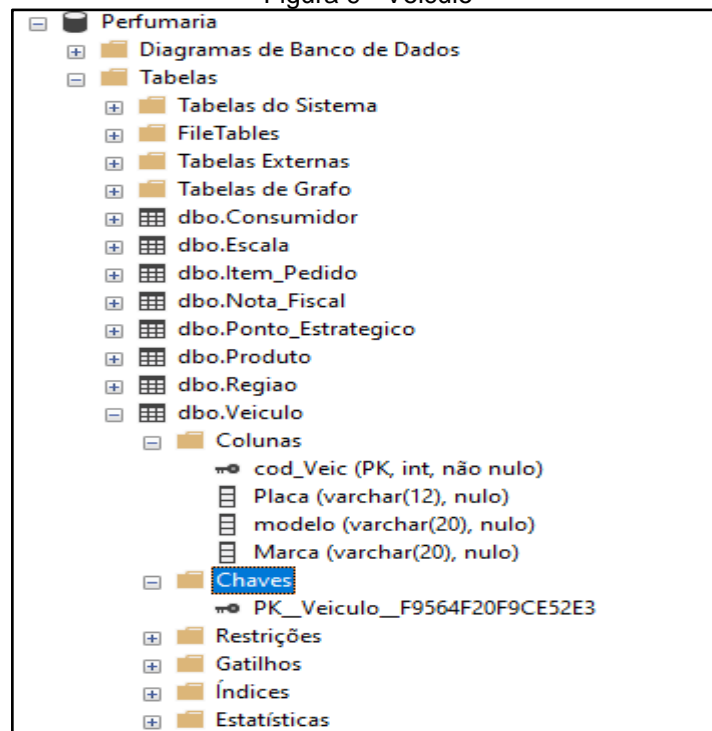 Perfumaria
Diagramas de Banco de Dados
Tabelas
Tabelas do Sistema
FileTables
Tabelas Externas
Tabelas de Grafo
dbo.Consumidor
dbo.Escala
dbo.Item_Pedido
dbo.Nota_Fiscal
dbo.Ponto_Estrategico
dbo.Produto
dbo.Regiao
dbo.Veiculo
Colunas
cod_Veic (PK, int, não nulo)
Placa (varchar(12), nulo)
modelo (varchar(20), nulo)
Marca (varchar(20), nulo)
Chaves
PK__Veiculo__F9564F20F9CE52E3
Restrições
Gatilhos
Índices
Estatísticas